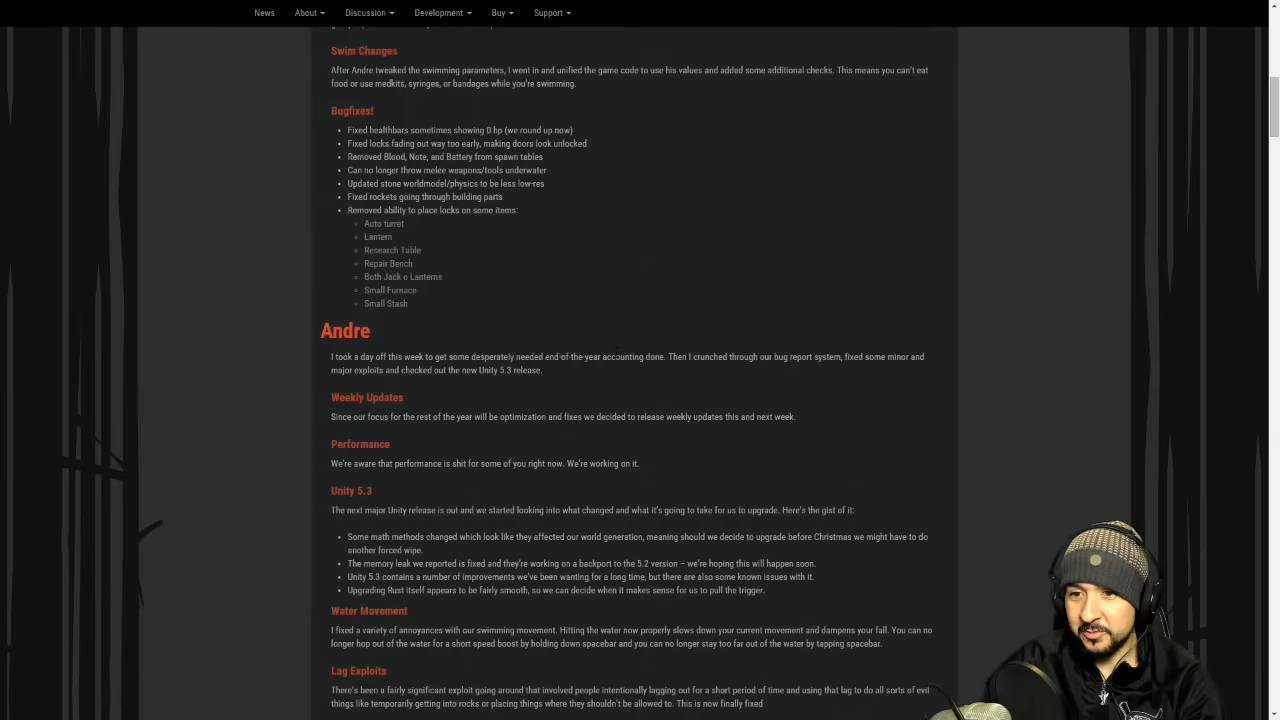 News About Discussion Development Buy Support
Swim Changes
After Andre tweaked the swimming parameters, I went in and unified the game code to use his values and added some additional checks. This means you can't eat
food or use medkits, syringes, or bandages while you're swimming.
Bugfixes!
Fixed healthbars sometimes showing 0 hp (we round up now)
Fixed locks fading out way too early, making doors look unlocked
Removed Blood, Note, and Battery from spawn tables
Can no longer throw melee weapons/tools underwater
Updated stone worldmodel/physics to be less low-res
Fixed rockets going through building parts
Removed ability to place locks on some items:
Auto turret
Lantern
Research Table
Repair Bench
Both Jack o Lanterns
Small Furnace
Small Stash
Andre
I took a day off this week to get some desperately needed end-of-the-year accounting done. Then I crunched through our bug report system, fixed some minor and
major exploits and checked out the new Unity 5.3 release.
Weekly Updates
Since our focus for the rest of the year will be optimization and fixes we decided to release weekly updates this and next week.
Performance
We're aware that performance is shit for some of you right now. We're working on it.
Unity 5.3
The next major Unity release is out and we started looking into what changed and what it's going to take for us to upgrade. Here's the gist of it:
Some math methods changed which look like they affected our world generation, meaning should we decide to upgrade before Christmas we might have to do
another forced wipe.
The memory leak we reported is fixed and they're working on a backport to the 5.2 version – we're hoping this will happen soon.
Unity 5.3 contains a number of improvements we've been wanting for a long time, but there are also some known issues with it.
Upgrading Rust itself appears to be fairly smooth, so we can decide when it makes sense for us to pull the trigger.
Water Movement
I fixed a variety of annoyances with our swimming movement. Hitting the water now properly slows down your current movement and dampens your fall. You can no
longer hop out of the water for a short speed boost by holding down spacebar and you can no longer stay too far out of the water by tapping spacebar.
Lag Exploits
There's been a fairly significant exploit going around that involved people intentionally lagging out for a short period of time and using that lag to do all sorts of evil
things like temporarily getting into rocks or placing things where they shouldn't be allowed to. This is now finally fixed